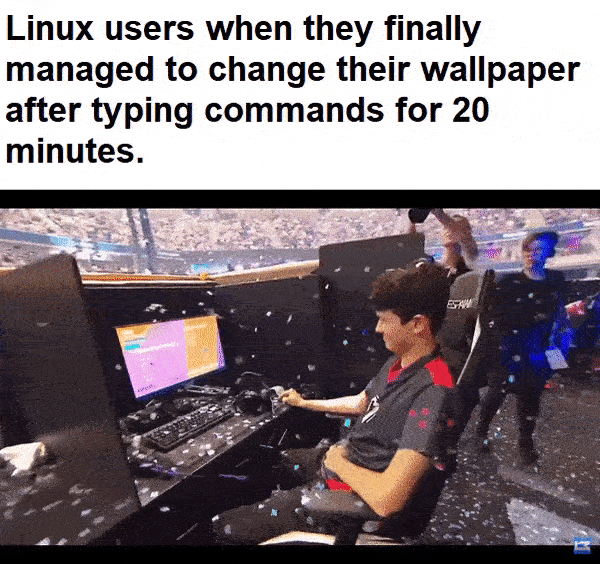 Linux users when they finally
managed to change their wallpaper
after typing commands for 20
minutes.